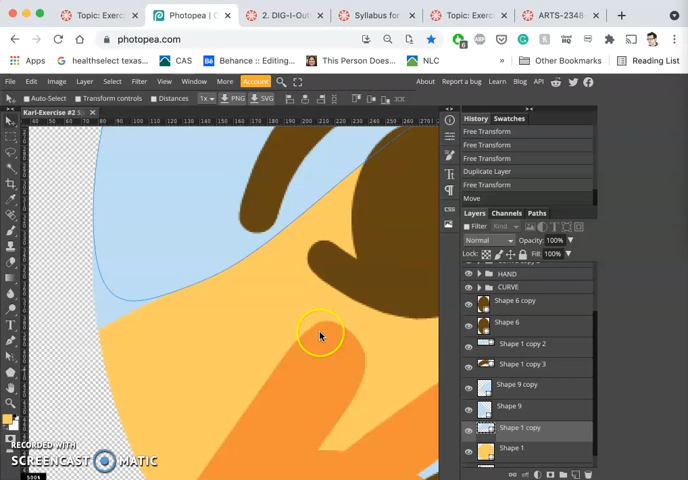 Topic: Exerc
Photopea | C
2. DIG-I-Out
Syllabus for
Topic: Exerc
ARTS-2348-
photopea.com
Apps
healthselect texas...
CAS
Behance :: Editing...
This Person Does...
NLC
Other Bookmarks
Reading List
File Edit Image Layer Select Filter View Window More Account
About Report a bug Learn Blog API
Auto-Select Transform controls Distances 1x PNG SVG
Karl-Exercise #2 S
History Swatches
Free Transform
Free Transform
Free Transform
Duplicate Layer
Free Transform
Move
Layers Channels Paths
Filter Kind
Normal Opacity: 100%
Lock: Fill: 100%
HAND
CURVE
Shape 6 copy
Shape 6
Shape 1 copy 2
Shape 1 copy 3
Shape 9 copy
Shape 9
Shape 1 copy
Shape 1
CSS
RECORDED WITH
SCREENCAST MATIC
500%